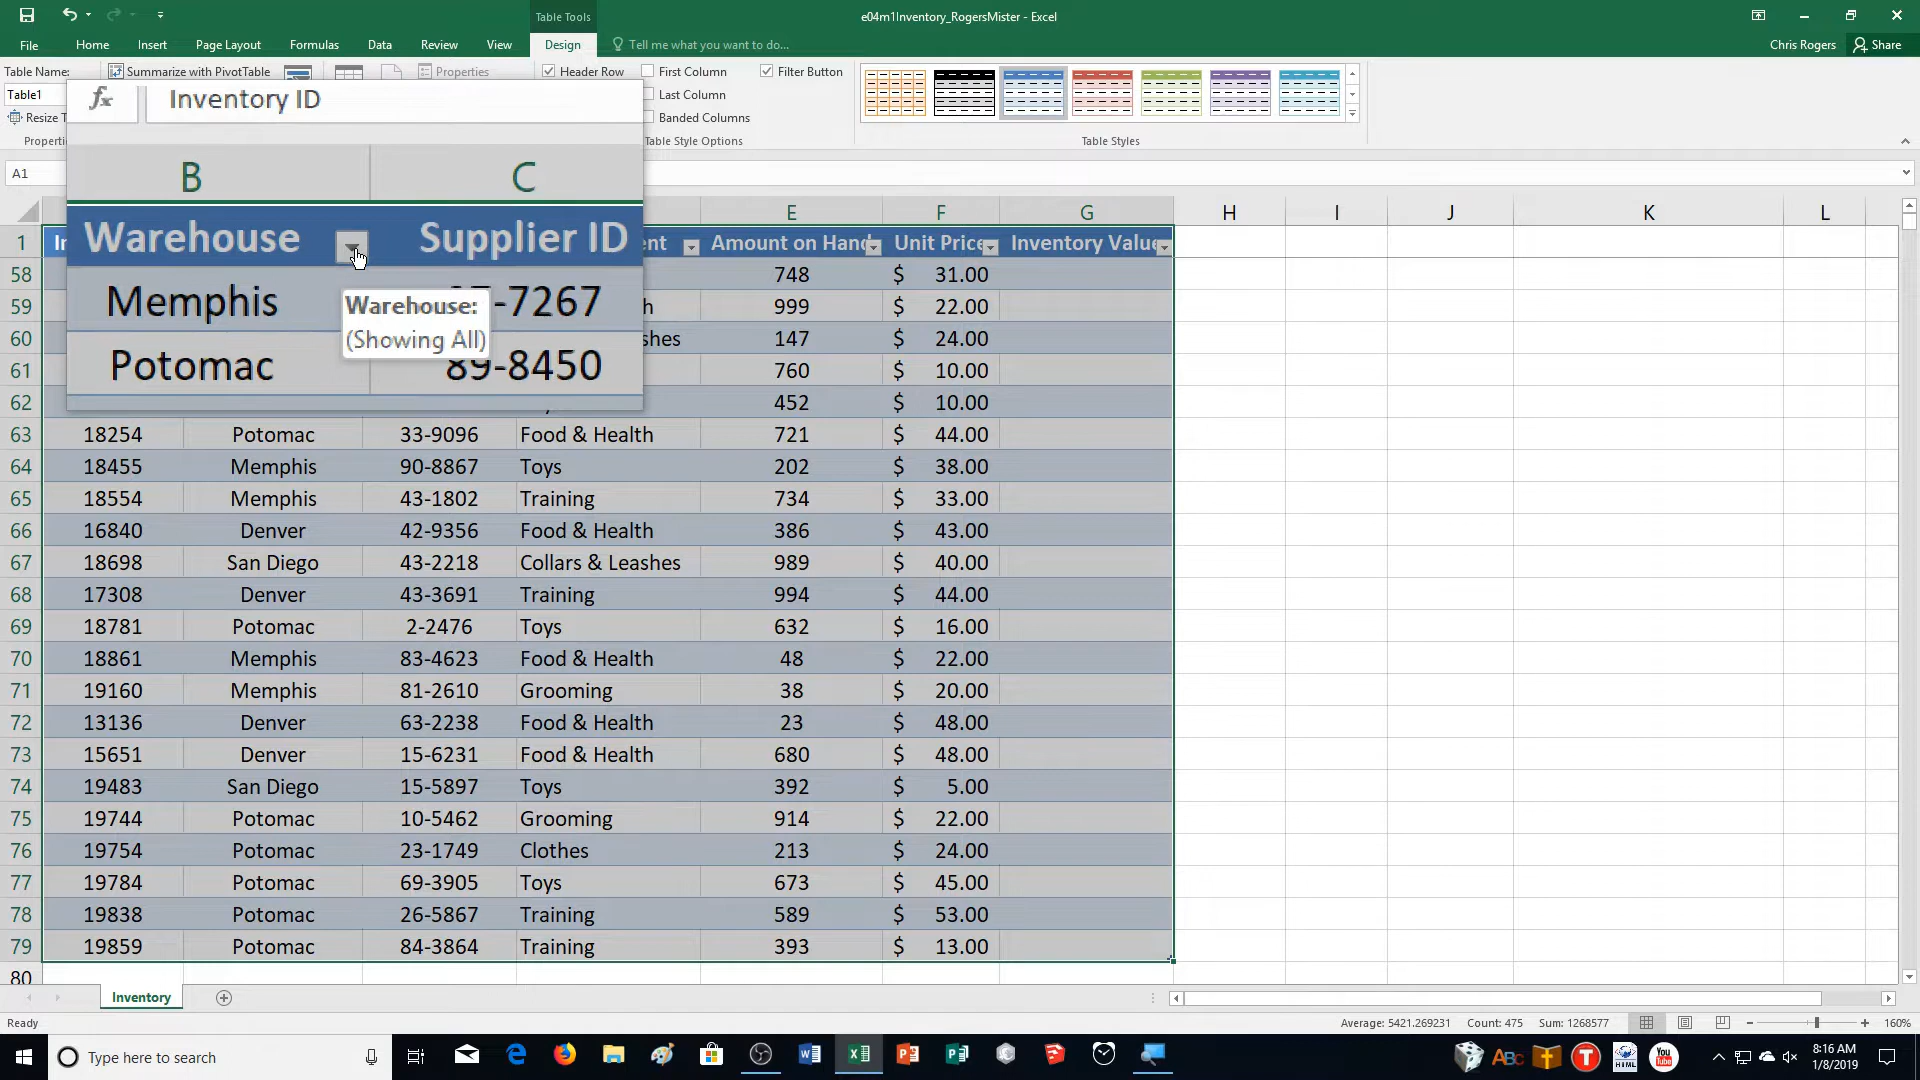 Table Tools
e04m1Inventory_RogersMister - Excel
File Home Insert Page Layout Formulas Data Review View Design Tell me what you want to do... Chris Rogers Share
Table Name: Summarize with PivotTable Properties Header Row First Column Filter Button
Table1 Last Column
Resize T Banded Columns
Properti Table Style Options Table Styles
fx Inventory ID
A1
B C
E F G H I J K L
Warehouse Supplier ID
1 In ent Amount on Hand Unit Price Inventory Value
Memphis -7267
Warehouse:
(Showing All)
Potomac 89-8450
58 748 $ 31.00
59 h 999 $ 22.00
60 shes 147 $ 24.00
61 760 $ 10.00
62 452 $ 10.00
63 18254 Potomac 33-9096 Food & Health 721 $ 44.00
64 18455 Memphis 90-8867 Toys 202 $ 38.00
65 18554 Memphis 43-1802 Training 734 $ 33.00
66 16840 Denver 42-9356 Food & Health 386 $ 43.00
67 18698 San Diego 43-2218 Collars & Leashes 989 $ 40.00
68 17308 Denver 43-3691 Training 994 $ 44.00
69 18781 Potomac 2-2476 Toys 632 $ 16.00
70 18861 Memphis 83-4623 Food & Health 48 $ 22.00
71 19160 Memphis 81-2610 Grooming 38 $ 20.00
72 13136 Denver 63-2238 Food & Health 23 $ 48.00
73 15651 Denver 15-6231 Food & Health 680 $ 48.00
74 19483 San Diego 15-5897 Toys 392 $ 5.00
75 19744 Potomac 10-5462 Grooming 914 $ 22.00
76 19754 Potomac 23-1749 Clothes 213 $ 24.00
77 19784 Potomac 69-3905 Toys 673 $ 45.00
78 19838 Potomac 26-5867 Training 589 $ 53.00
79 19859 Potomac 84-3864 Training 393 $ 13.00
80
Inventory
Ready Average: 5421.269231 Count: 475 Sum: 1268577 160%
Type here to search
8:16 AM
1/8/2019